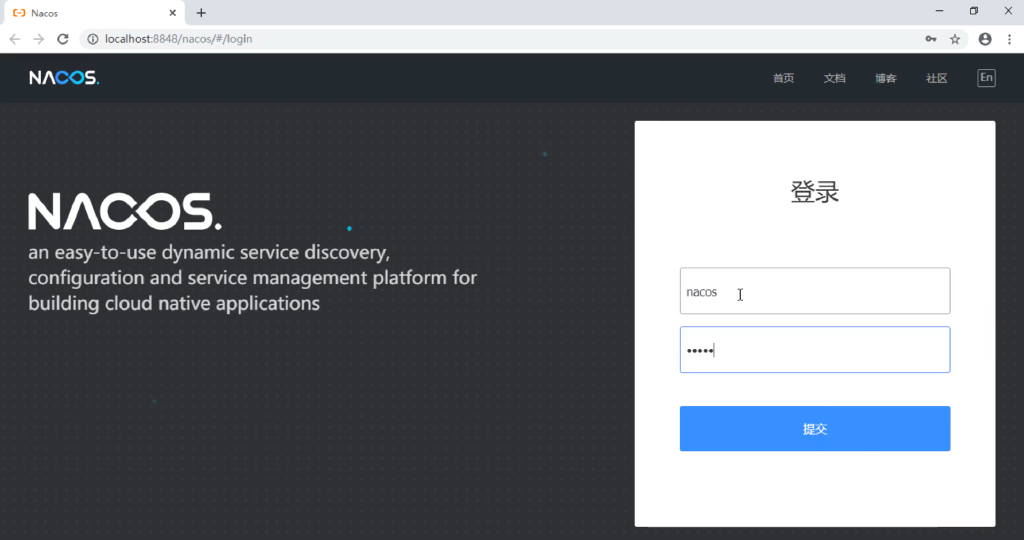 Nacos
localhost:8848/nacos/#/login
NACOS.
首页 文档 博客 社区 En
NACOS.
an easy-to-use dynamic service discovery,
configuration and service management platform for
building cloud native applications
登录
nacos
•••••
提交